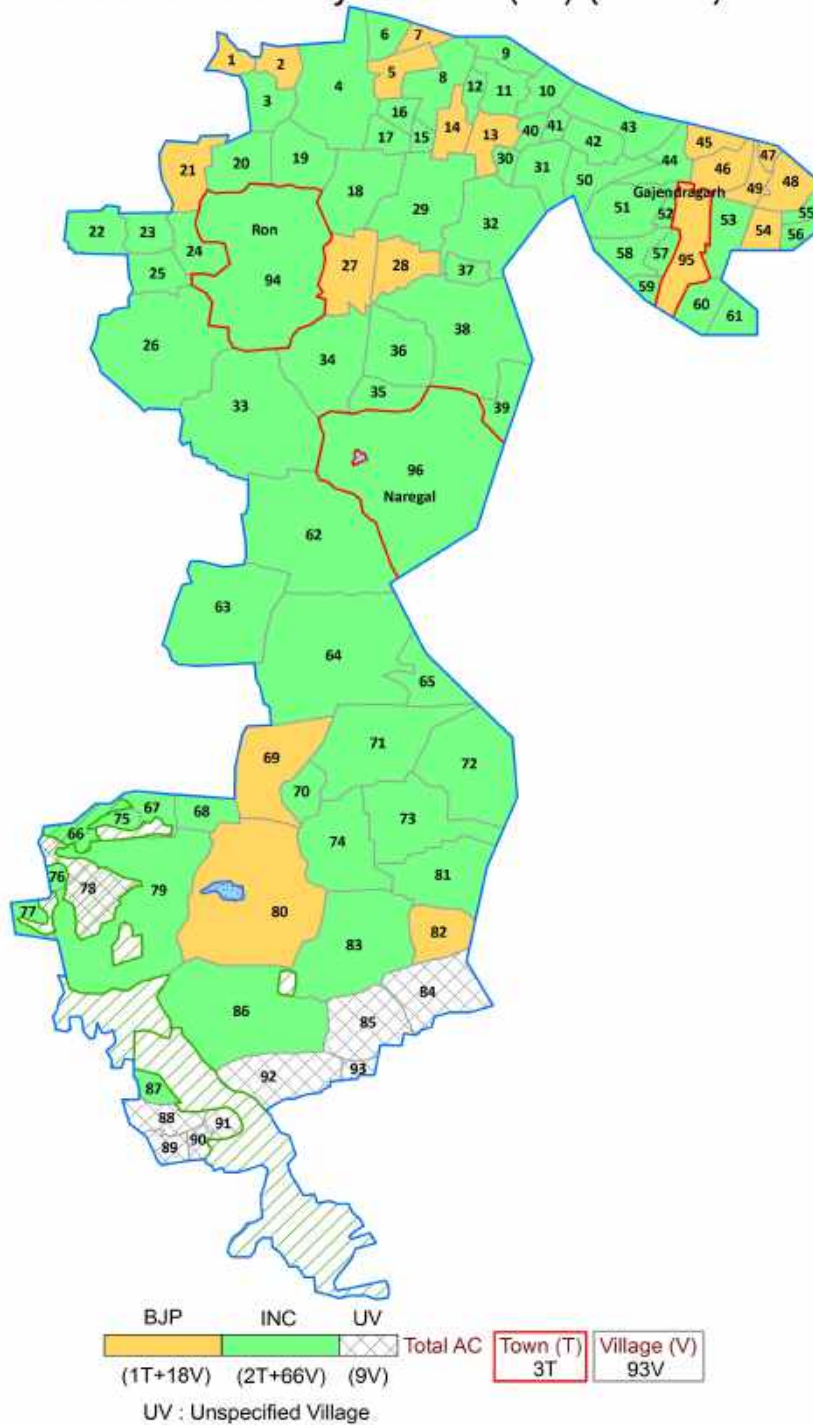 6 7
1 2 5 8 9
3 4 12 11 10
16 14 13 40 41 43
17 15 42 45 47
21 20 19 30 31 44 46 49 48
18 50 Gajendragarh
29 51 52 53 55
22 23 Ron 32 54 56
24 58 57
25 94 27 28 37 95
59 60 61
26 34 36 38
35
33 39
96
Naregal
62
63
64
65
71
69 72
70
75 67 68 73
66 74
76 78 79 81
77 80 82
83
84
86 85
92 93
87
88 91
90
89
BJP INC UV
Total AC Town (T) Village (V)
3T 93V
(1T+18V) (2T+66V) (9V)
UV : Unspecified Village